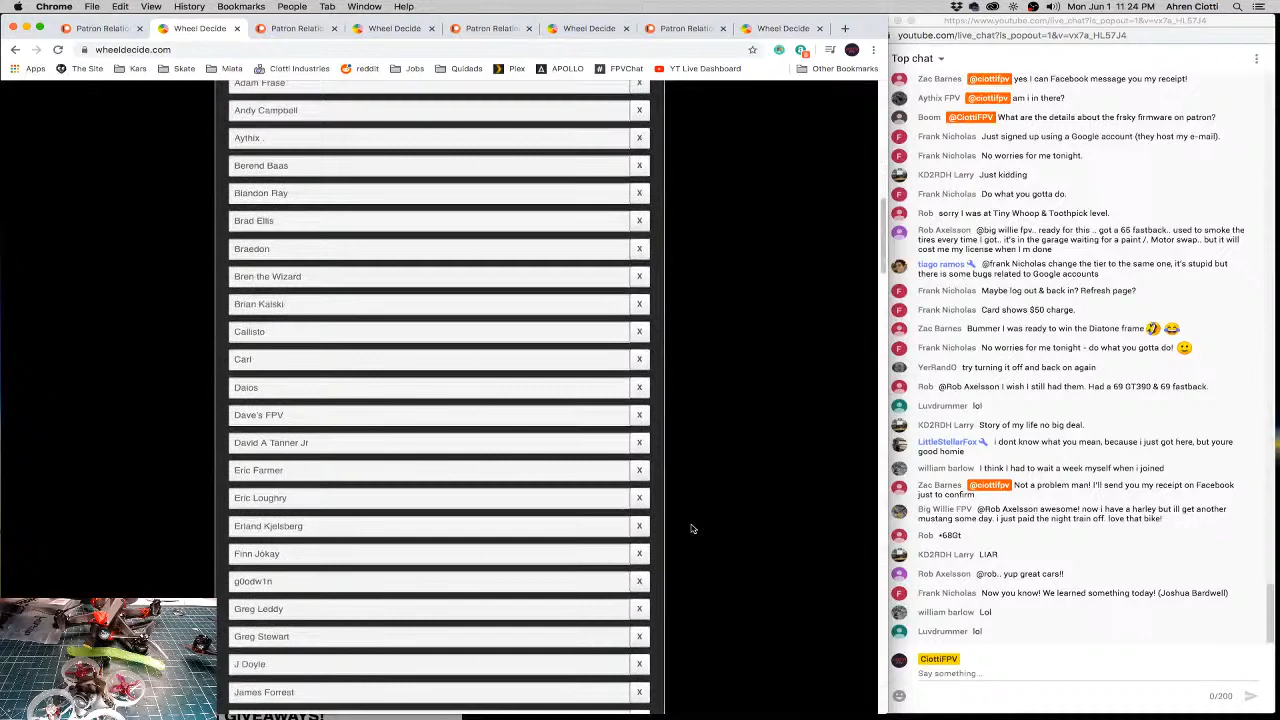 Chrome File Edit View History Bookmarks People Tab Window Help
Mon Jun 1 11:24 PM Ahren Ciotti
Patron Relatio Wheel Decide Patron Relatio Wheel Decide Patron Relatio Wheel Decide Patron Relatio Wheel Decide
wheeldecide.com
Apps The Site Kars Skate Miata Ciotti Industries reddit Jobs Quidads Plex APOLLO FPVChat YT Live Dashboard Other Bookmarks
Adam Frase
Andy Campbell X
Aythix . X
Berend Baas X
Blandon Ray X
Brad Ellis X
Braedon X
Bren the Wizard X
Brian Kalski X
Callisto X
Carl X
Daios X
Dave's FPV X
David A Tanner Jr X
Eric Farmer X
Eric Loughry X
Erland Kjelsberg X
Finn Jokay X
g0odw1n X
Greg Leddy X
Greg Stewart X
J Doyle X
James Forrest X
GIVEAWAYS!
https://www.youtube.com/live_chat?is_popout=1&v=vx7a_HL57J4
youtube.com/live_chat?is_popout=1&v=vx7a_HL57J4
Top chat
Zac Barnes @ciottifpv yes I can Facebook message you my receipt!
Aythix FPV @ciottifpv am i in there?
Boom @CiottiFPV What are the details about the frsky firmware on patron?
Frank Nicholas Just signed up using a Google account (they host my e-mail).
Frank Nicholas No worries for me tonight.
KD2RDH Larry Just kidding
Frank Nicholas Do what you gotta do.
Rob sorry I was at Tiny Whoop & Toothpick level.
Rob Axelsson @big willie fpv.. ready for this .. got a 65 fastback.. used to smoke the
tires every time I got.. it's in the garage waiting for a paint /. Motor swap.. but it will
cost me my license when I m done
tiago ramos @frank Nicholas change the tier to the same one, it's stupid but
there is some bugs related to Google accounts
Frank Nicholas Maybe log out & back in? Refresh page?
Frank Nicholas Card shows $50 charge.
Zac Barnes Bummer I was ready to win the Diatone frame 🤣 😂
Frank Nicholas No worries for me tonight - do what you gotta do! 🙂
YerRandO try turning it off and back on again
Rob @Rob Axelsson I wish I still had them. Had a 69 GT390 & 69 fastback.
Luvdrummer lol
KD2RDH Larry Story of my life no big deal.
LittleStellarFox i dont know what you mean, because i just got here, but youre
good homie
william barlow I think I had to wait a week myself when i joined
Zac Barnes @ciottifpv Not a problem man! I'll send you my receipt on Facebook
just to confirm
Big Willie FPV @Rob Axelsson awesome! now i have a harley but ill get another
mustang some day. i just paid the night train off. love that bike!
Rob *68Gt
KD2RDH Larry LIAR
Rob Axelsson @rob.. yup great cars!!
Frank Nicholas Now you know! We learned something today! (Joshua Bardwell)
william barlow Lol
Luvdrummer lol
CiottiFPV
Say something...
0/200